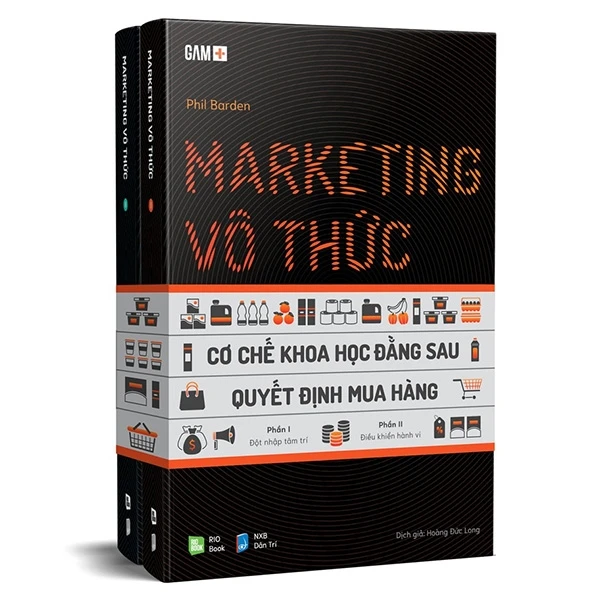 MARKETING VÔ THỨC
MARKETING VÔ THỨC
GAM+
Phil Barden
MARKETING
VÔ THỨC
CƠ CHẾ KHOA HỌC ĐẰNG SAU
QUYẾT ĐỊNH MUA HÀNG
Phần I
Đột nhập tâm trí
Phần II
Điều khiển hành vi
$
%
RIO BOOK
RIO
Book
NXB
Dân Trí
Dịch giả: Hoàng Đức Long